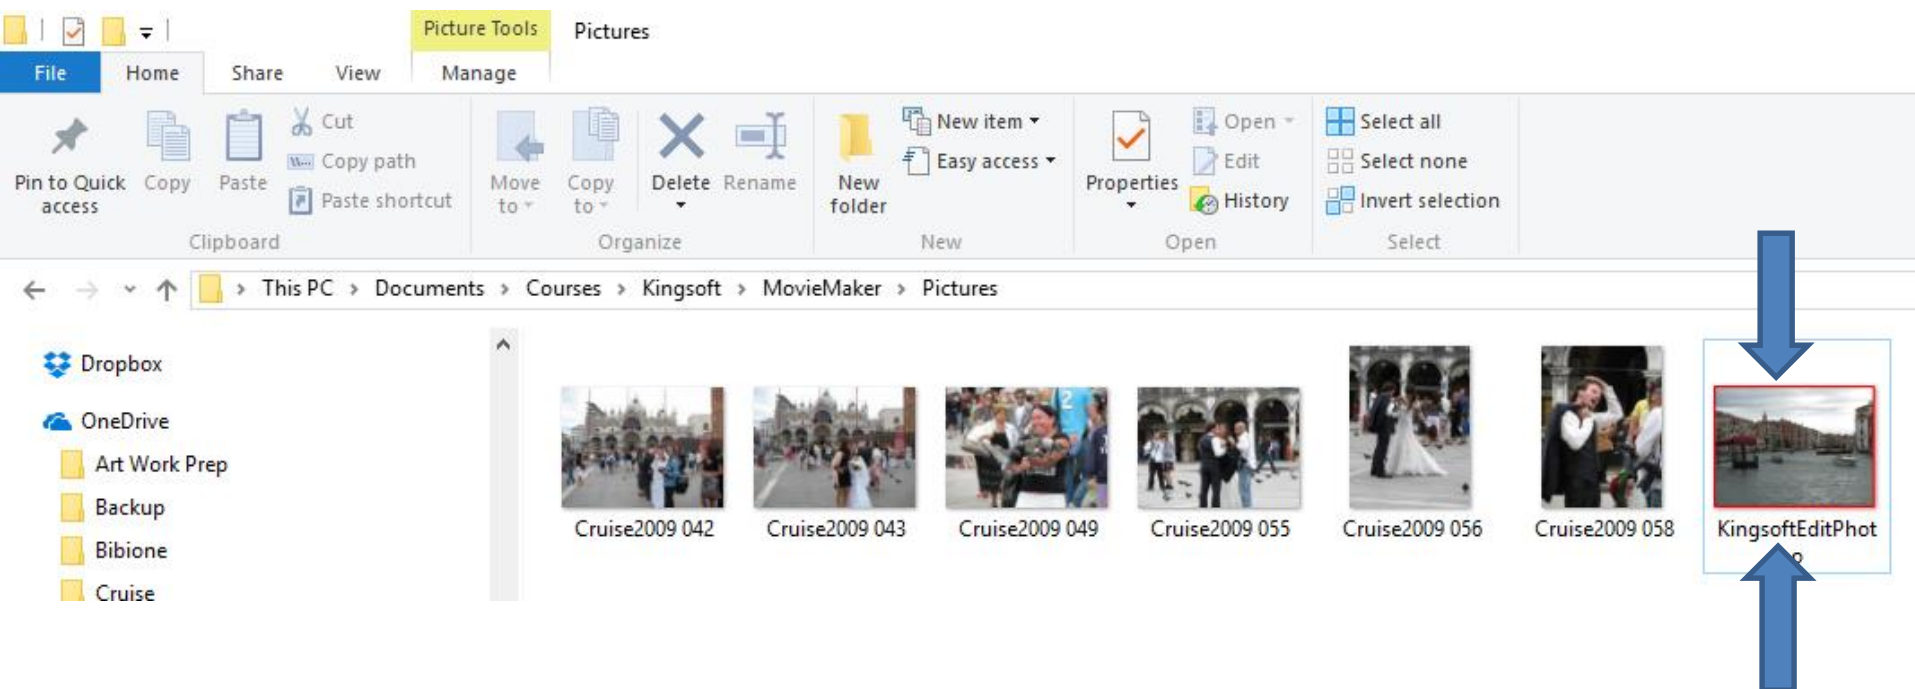 Picture Tools Pictures
File Home Share View Manage
Pin to Quick access
Copy
Paste
Cut
Copy path
Paste shortcut
Clipboard
Move to
Copy to
Delete
Rename
Organize
New folder
New item
Easy access
New
Properties
Open
Edit
History
Open
Select all
Select none
Invert selection
Select
This PC > Documents > Courses > Kingsoft > MovieMaker > Pictures
Dropbox
OneDrive
Art Work Prep
Backup
Bibione
Cruise
2
Cruise2009 042
Cruise2009 043
Cruise2009 049
Cruise2009 055
Cruise2009 056
Cruise2009 058
KingsoftEditPhot
o